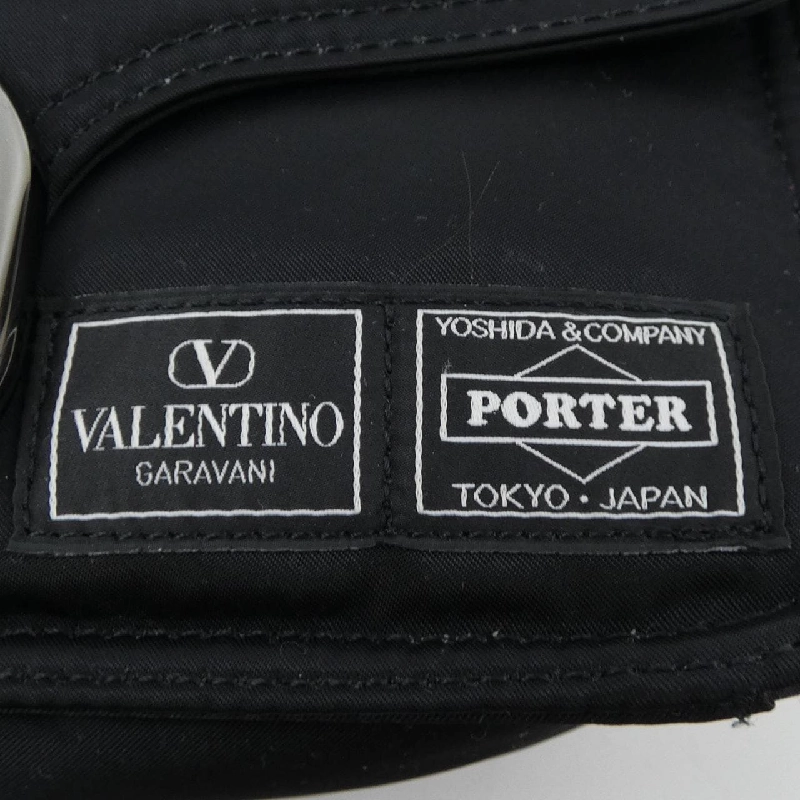 V
VALENTINO
GARAVANI
YOSHIDA & COMPANY
PORTER
TOKYO・JAPAN